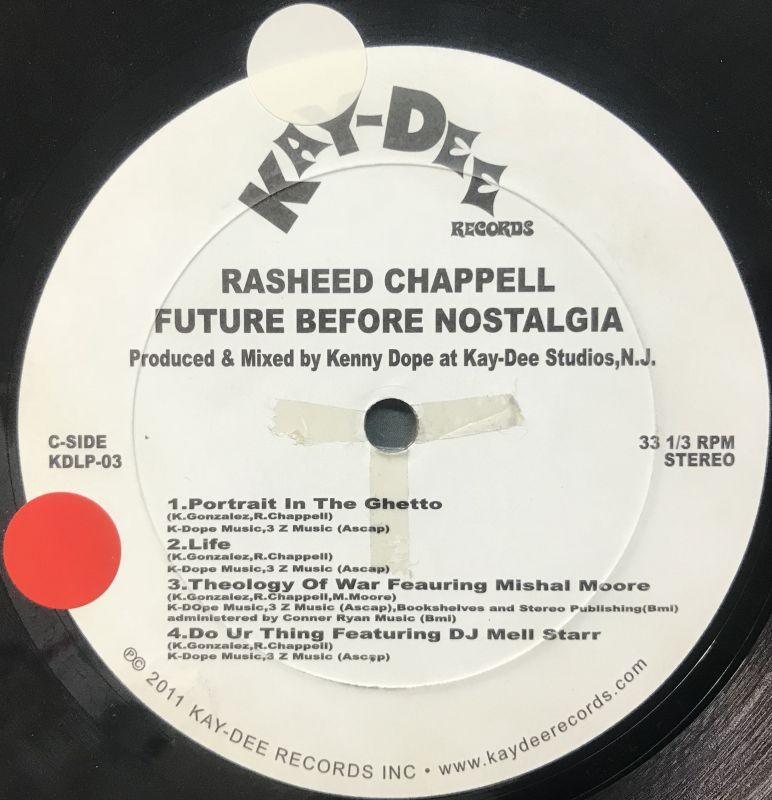 KAY-DEE
RECORDS
RASHEED CHAPPELL
FUTURE BEFORE NOSTALGIA
Produced & Mixed by Kenny Dope at Kay-Dee Studios,N.J.
C-SIDE
KDLP-03
33 1/3 RPM
STEREO
1.Portrait In The Ghetto
(K.Gonzalez,R.Chappell)
K-Dope Music,3 Z Music (Ascap)
2.Life
(K.Gonzalez,R.Chappell)
K-Dope Music,3 Z Music (Ascap)
3.Theology Of War Feauring Mishal Moore
(K.Gonzalez,R.Chappell,M.Moore)
K-DOpe Music,3 Z Music (Ascap),Bookshelves and Stereo Publishing(Bmi)
administered by Conner Ryan Music (Bmi)
4.Do Ur Thing Featuring DJ Mell Starr
(K.Gonzalez,R.Chappell)
K-Dope Music,3 Z Music (Ascap)
℗© 2011 KAY-DEE RECORDS INC • www.kaydeerecords.com